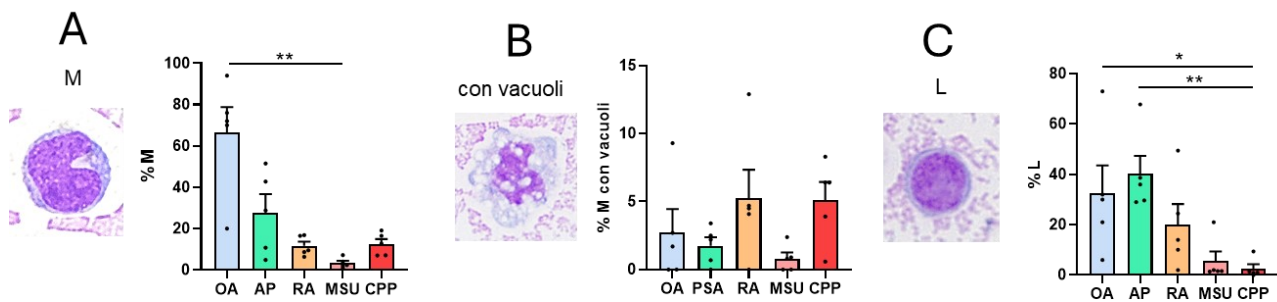 A
M
% M
100
80
60
40
20
0
**
OA AP RA MSU CPP
B
con vacuoli
% M con vacuoli
15
10
5
0
OA PSA RA MSU CPP
C
L
% L
80
60
40
20
0
*
**
OA AP RA MSU CPP